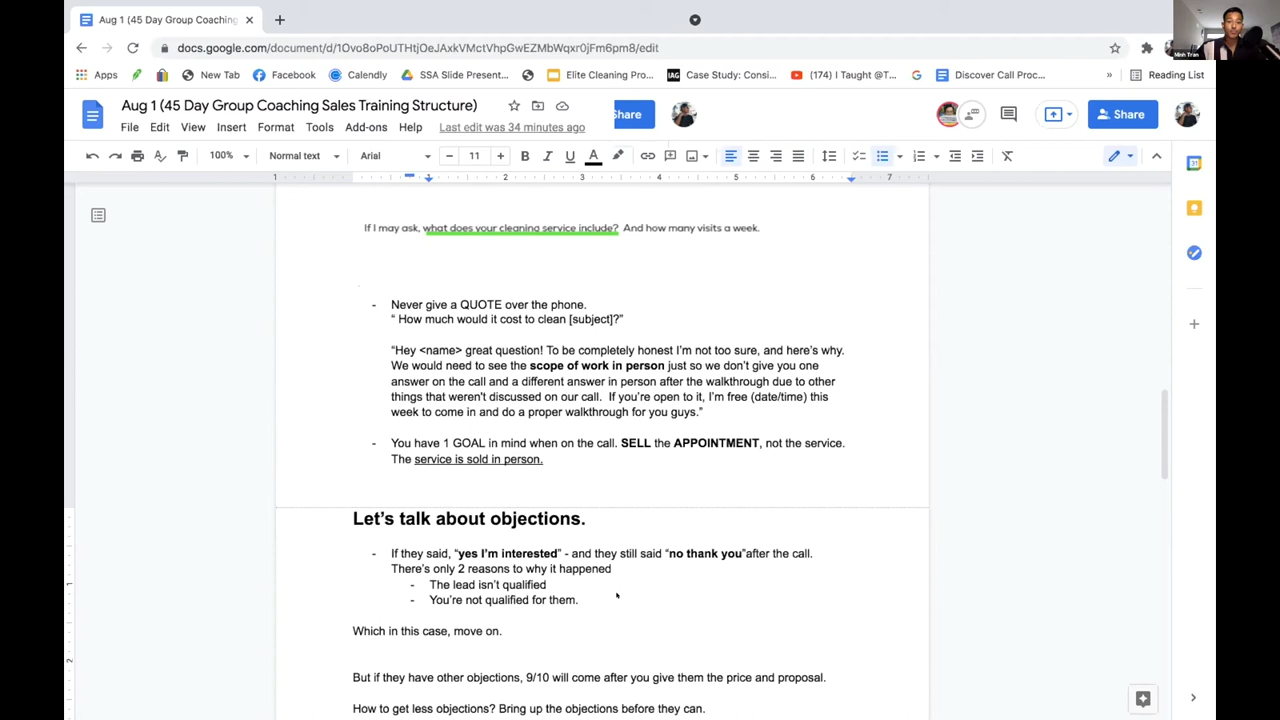 Aug 1 (45 Day Group Coaching
docs.google.com/document/d/1Ovo8oPoUTHtjOeJAxkVMctVhpGwEZMbWqxr0jFm6pm8/edit
Minh Tran
Apps
New Tab
Facebook
Calendly
SSA Slide Present...
Elite Cleaning Pro...
IAG
Case Study: Consi...
(174) I Taught @T...
Discover Call Proc...
»
Reading List
Aug 1 (45 Day Group Coaching Sales Training Structure)
Share
Share
File Edit View Insert Format Tools Add-ons Help Last edit was 34 minutes ago
100% Normal text Arial 11 B I U A
1 1 2 3 4 5 6 7
If I may ask, what does your cleaning service include? And how many visits a week.
- Never give a QUOTE over the phone.
“ How much would it cost to clean [subject]?”
“Hey <name> great question! To be completely honest I’m not too sure, and here’s why.
We would need to see the scope of work in person just so we don’t give you one
answer on the call and a different answer in person after the walkthrough due to other
things that weren't discussed on our call. If you’re open to it, I’m free (date/time) this
week to come in and do a proper walkthrough for you guys.”
- You have 1 GOAL in mind when on the call. SELL the APPOINTMENT, not the service.
The service is sold in person.
Let’s talk about objections.
- If they said, “yes I’m interested” - and they still said “no thank you”after the call.
There’s only 2 reasons to why it happened
- The lead isn’t qualified
- You’re not qualified for them.
1
Which in this case, move on.
2
But if they have other objections, 9/10 will come after you give them the price and proposal.
How to get less objections? Bring up the objections before they can.